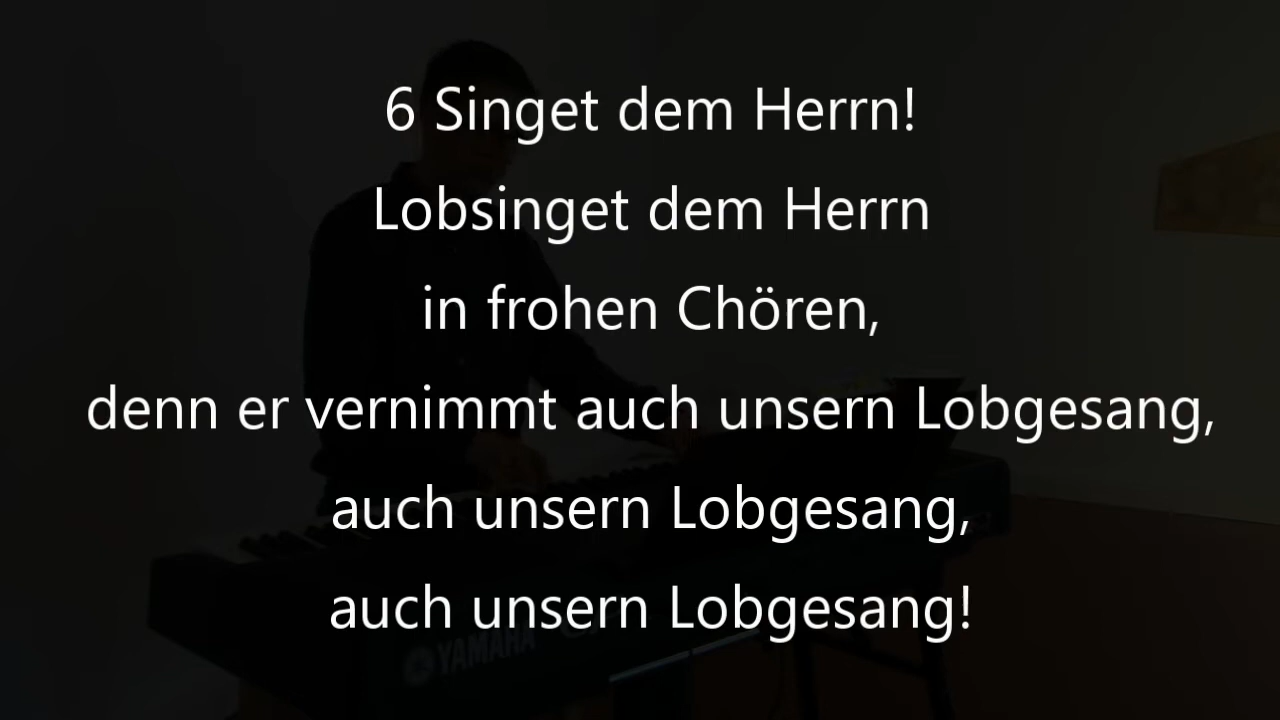 6 Singet dem Herrn!
Lobsinget dem Herrn
in frohen Chören,
denn er vernimmt auch unsern Lobgesang,
auch unsern Lobgesang,
auch unsern Lobgesang!
YAMAHA